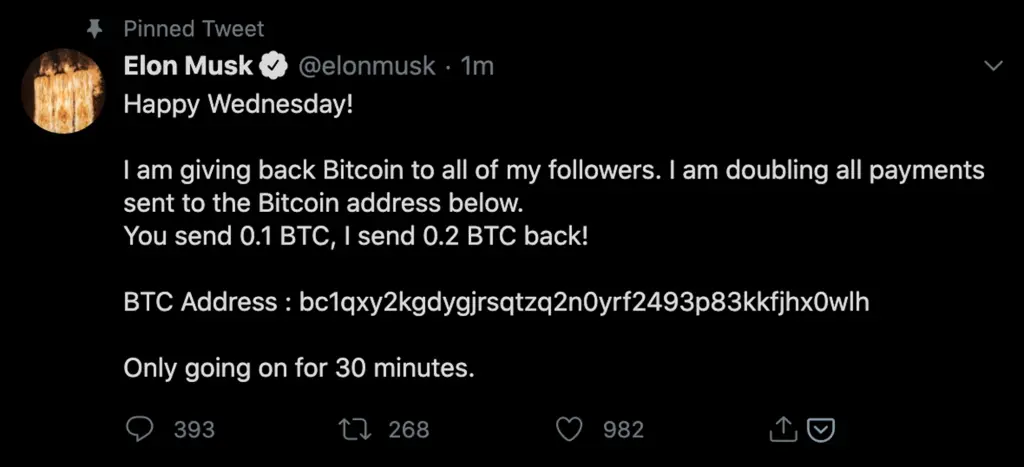 Pinned Tweet
Elon Musk @elonmusk · 1m
Happy Wednesday!
I am giving back Bitcoin to all of my followers. I am doubling all payments
sent to the Bitcoin address below.
You send 0.1 BTC, I send 0.2 BTC back!
BTC Address : bc1qxy2kgdygjrsqtzq2n0yrf2493p83kkfjhx0wlh
Only going on for 30 minutes.
393 268 982